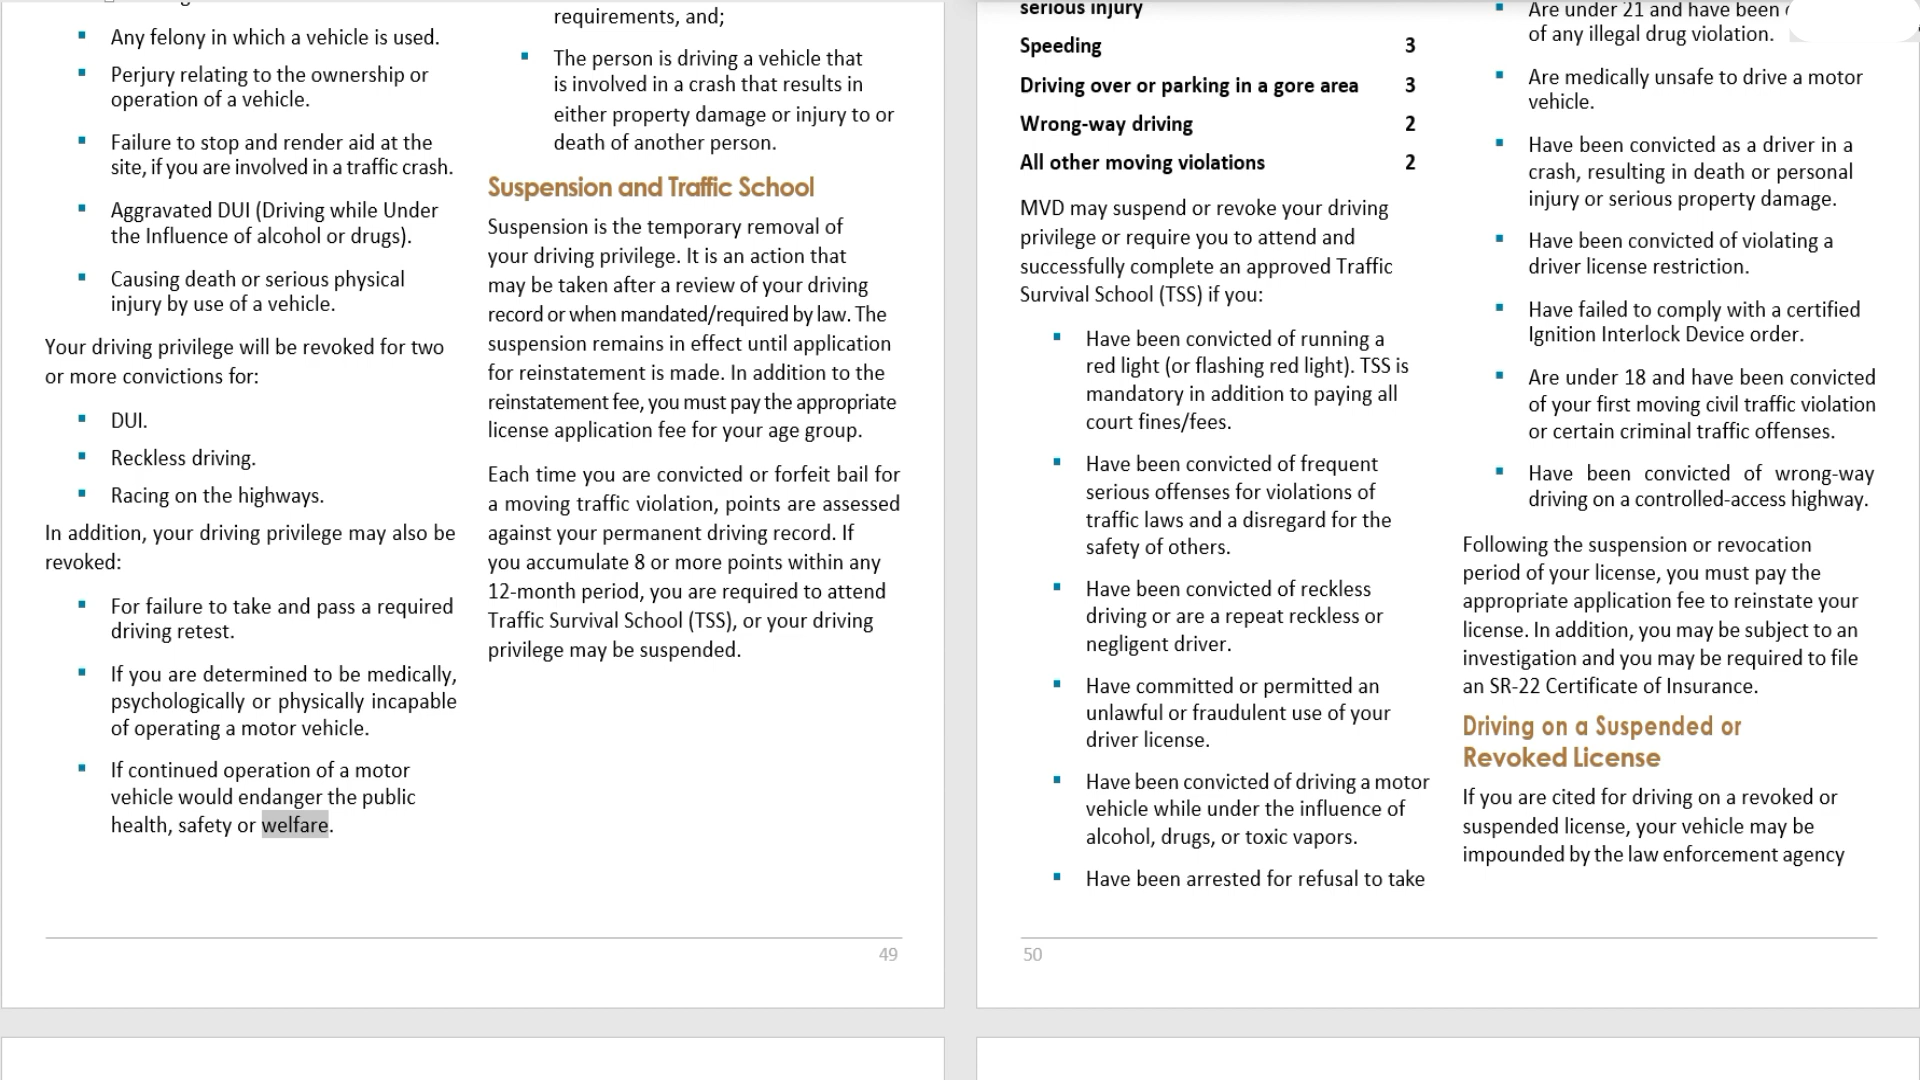 Any felony in which a vehicle is used.
Perjury relating to the ownership or
operation of a vehicle.
Failure to stop and render aid at the
site, if you are involved in a traffic crash.
Aggravated DUI (Driving while Under
the Influence of alcohol or drugs).
Causing death or serious physical
injury by use of a vehicle.
Your driving privilege will be revoked for two
or more convictions for:
DUI.
Reckless driving.
Racing on the highways.
In addition, your driving privilege may also be
revoked:
For failure to take and pass a required
driving retest.
If you are determined to be medically,
psychologically or physically incapable
of operating a motor vehicle.
If continued operation of a motor
vehicle would endanger the public
health, safety or welfare.
requirements, and;
The person is driving a vehicle that
is involved in a crash that results in
either property damage or injury to or
death of another person.
Suspension and Traffic School
Suspension is the temporary removal of
your driving privilege. It is an action that
may be taken after a review of your driving
record or when mandated/required by law. The
suspension remains in effect until application
for reinstatement is made. In addition to the
reinstatement fee, you must pay the appropriate
license application fee for your age group.
Each time you are convicted or forfeit bail for
a moving traffic violation, points are assessed
against your permanent driving record. If
you accumulate 8 or more points within any
12-month period, you are required to attend
Traffic Survival School (TSS), or your driving
privilege may be suspended.
49
serious injury
Speeding 3
Driving over or parking in a gore area 3
Wrong-way driving 2
All other moving violations 2
MVD may suspend or revoke your driving
privilege or require you to attend and
successfully complete an approved Traffic
Survival School (TSS) if you:
Have been convicted of running a
red light (or flashing red light). TSS is
mandatory in addition to paying all
court fines/fees.
Have been convicted of frequent
serious offenses for violations of
traffic laws and a disregard for the
safety of others.
Have been convicted of reckless
driving or are a repeat reckless or
negligent driver.
Have committed or permitted an
unlawful or fraudulent use of your
driver license.
Have been convicted of driving a motor
vehicle while under the influence of
alcohol, drugs, or toxic vapors.
Have been arrested for refusal to take
Are under 21 and have been
of any illegal drug violation.
Are medically unsafe to drive a motor
vehicle.
Have been convicted as a driver in a
crash, resulting in death or personal
injury or serious property damage.
Have been convicted of violating a
driver license restriction.
Have failed to comply with a certified
Ignition Interlock Device order.
Are under 18 and have been convicted
of your first moving civil traffic violation
or certain criminal traffic offenses.
Have been convicted of wrong-way
driving on a controlled-access highway.
Following the suspension or revocation
period of your license, you must pay the
appropriate application fee to reinstate your
license. In addition, you may be subject to an
investigation and you may be required to file
an SR-22 Certificate of Insurance.
Driving on a Suspended or
Revoked License
If you are cited for driving on a revoked or
suspended license, your vehicle may be
impounded by the law enforcement agency
50